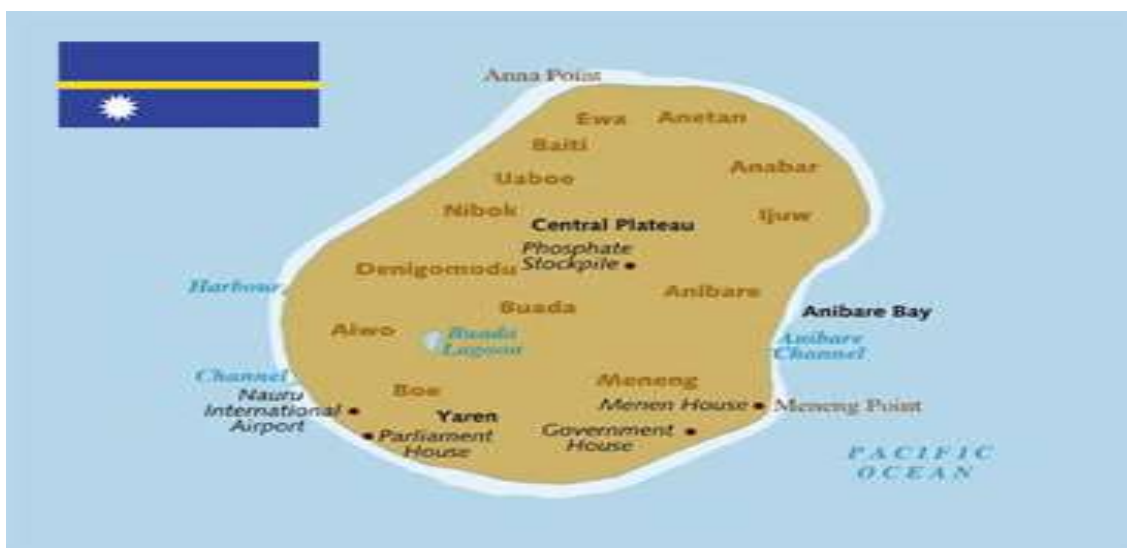 Anna Point
Ewa
Anetan
Baiti
Anabar
Uaboe
Nibok
Ijuw
Central Plateau
Phosphate
Stockpile
Denigomodu
Harbour
Anibare
Buada
Anibare Bay
Aiwo
Buada
Lagoon
Anibare
Channel
Channel
Meneng
Boe
Nauru
International
Airport
Menen House
Meneng Point
Yaren
Parliament
House
Government
House
PACIFIC
OCEAN